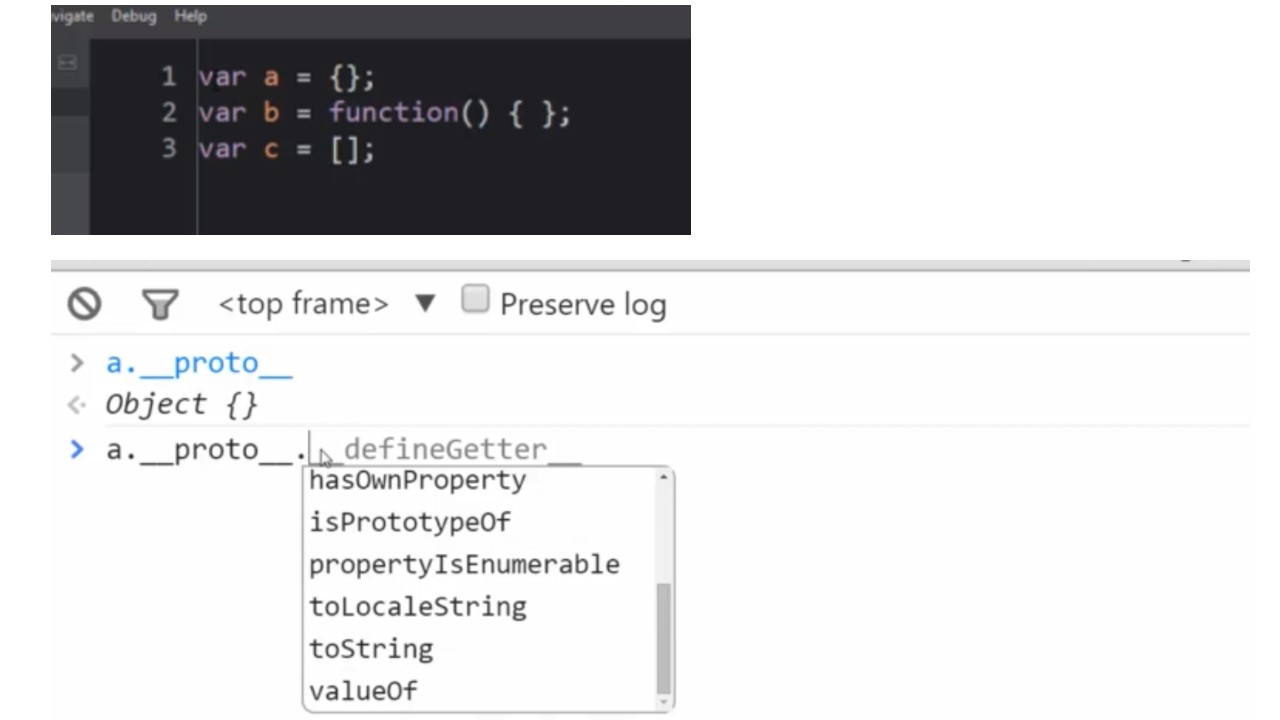 vigate Debug Help
1 var a = {};
2 var b = function() { };
3 var c = [];
<top frame> ▼ Preserve log
> a.__proto__
<· Object {}
> a.__proto__.__defineGetter__
hasOwnProperty
isPrototypeOf
propertyIsEnumerable
toLocaleString
toString
valueOf